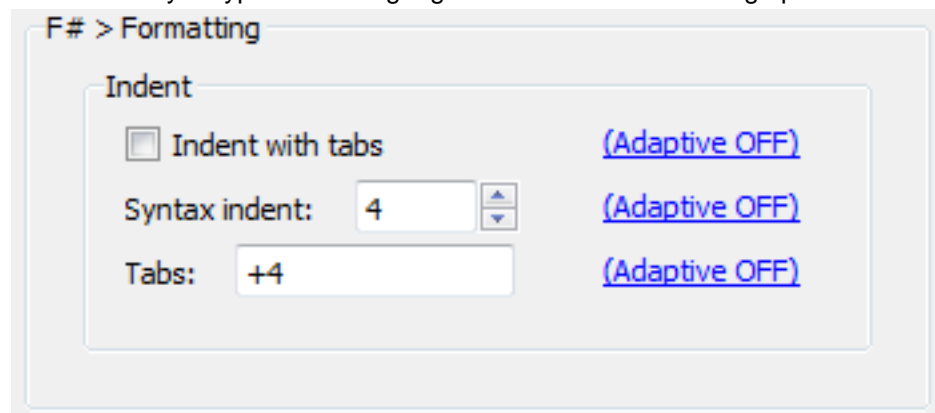 F# > Formatting
Indent
Indent with tabs (Adaptive OFF)
Syntax indent: 4 (Adaptive OFF)
Tabs: +4 (Adaptive OFF)